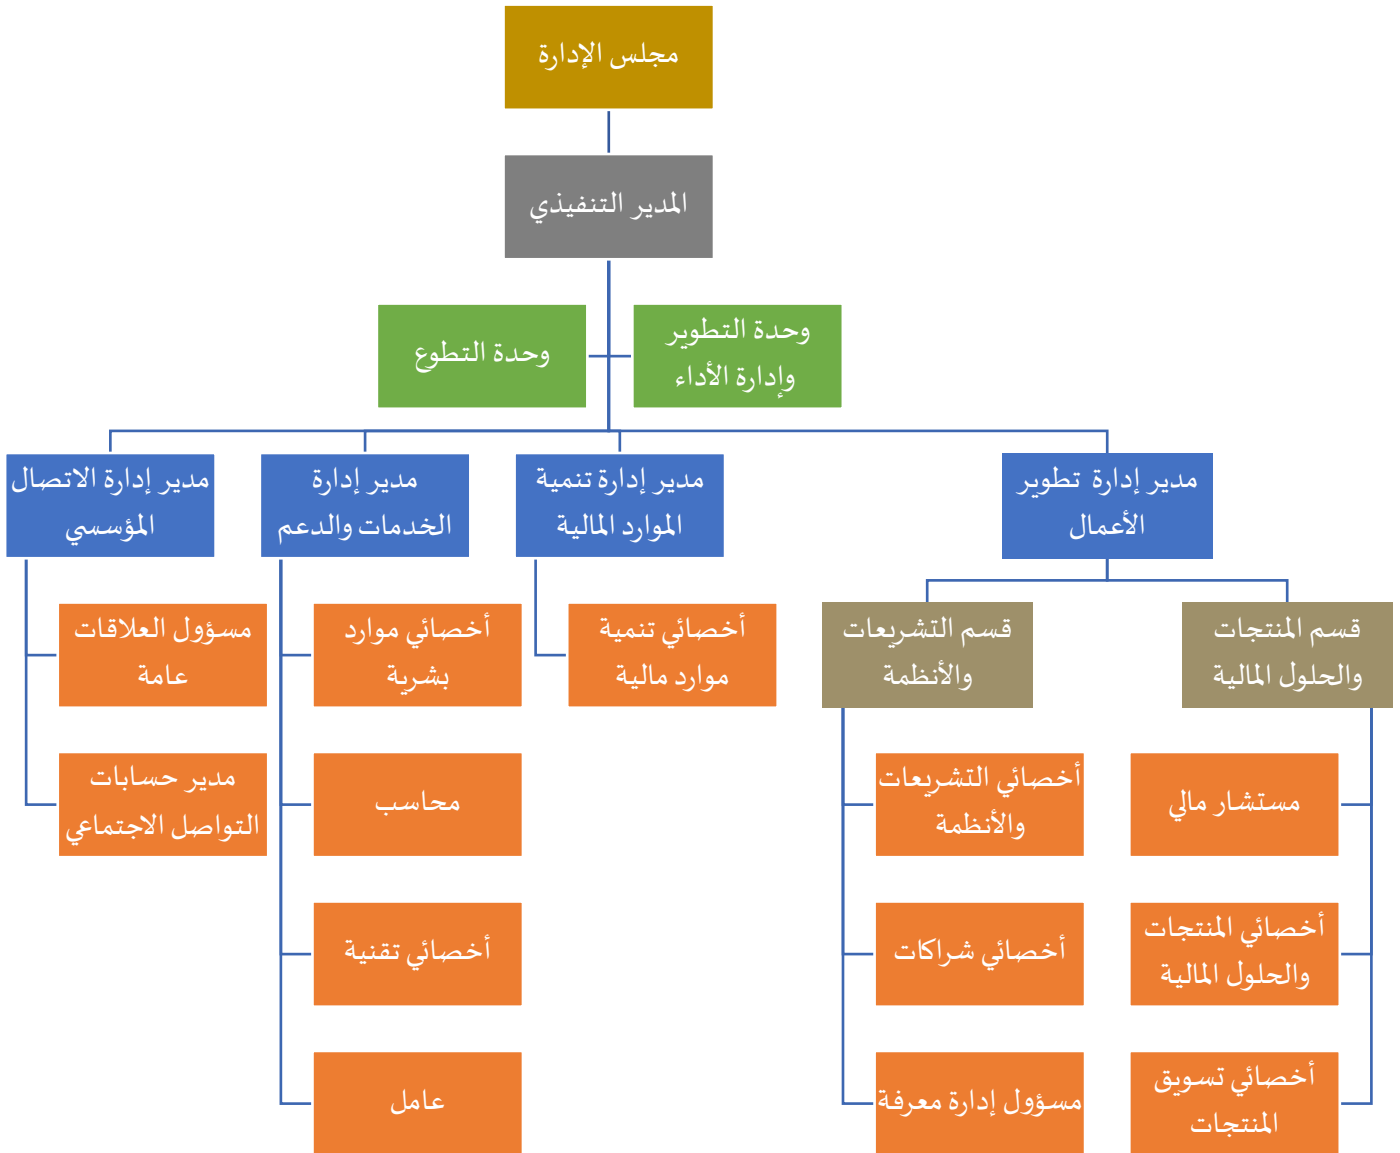 مجلس الإدارة
المدير التنفيذي
وحدة التطوير
وإدارة الأداء
وحدة التطوع
مدير إدارة تطوير
الأعمال
مدير إدارة تنمية
الموارد المالية
مدير إدارة
الخدمات والدعم
مدير إدارة الاتصال
المؤسسي
قسم المنتجات
والحلول المالية
قسم التشريعات
والأنظمة
أخصائي تنمية
موارد مالية
أخصائي موارد
بشرية
مسؤول العلاقات
عامة
مستشار مالي
أخصائي التشريعات
والأنظمة
محاسب
مدير حسابات
التواصل الاجتماعي
أخصائي المنتجات
والحلول المالية
أخصائي شراكات
أخصائي تقنية
أخصائي تسويق
المنتجات
مسؤول إدارة معرفة
عامل